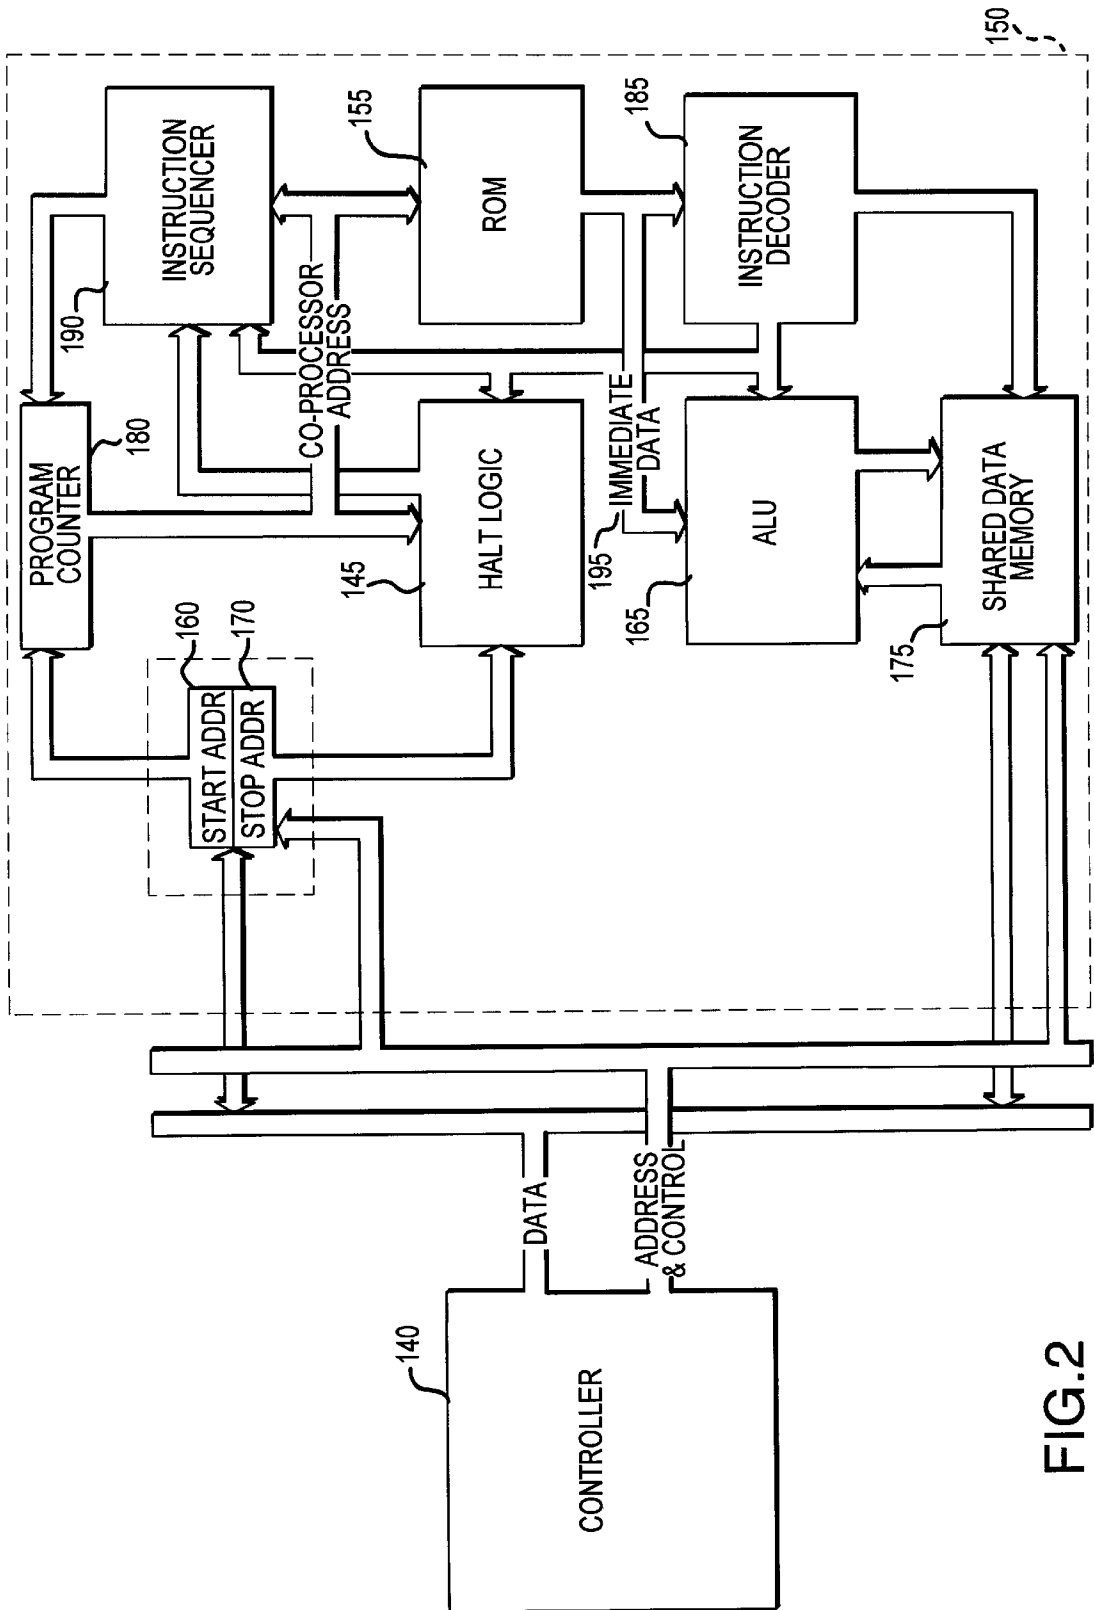 150
INSTRUCTION
SEQUENCER
190
155
ROM
185
INSTRUCTION
DECODER
CO-PROCESSOR
ADDRESS
PROGRAM
COUNTER
180
HALT LOGIC
145
195
IMMEDIATE
DATA
ALU
165
SHARED DATA
MEMORY
175
160
170
START ADDR
STOP ADDR
DATA
ADDRESS
& CONTROL
140
CONTROLLER
FIG.2